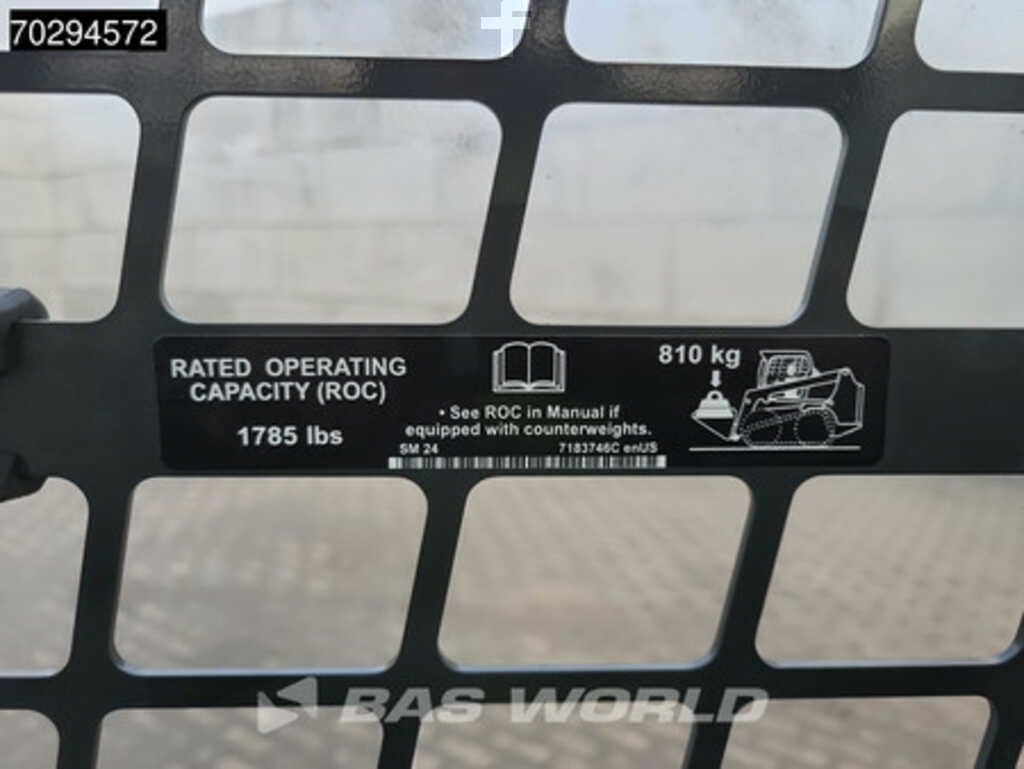 70294572
f
RATED OPERATING
CAPACITY (ROC)
1785 lbs
• See ROC in Manual if
equipped with counterweights.
SM 24 7183746C enUS
810 kg
BAS WORLD